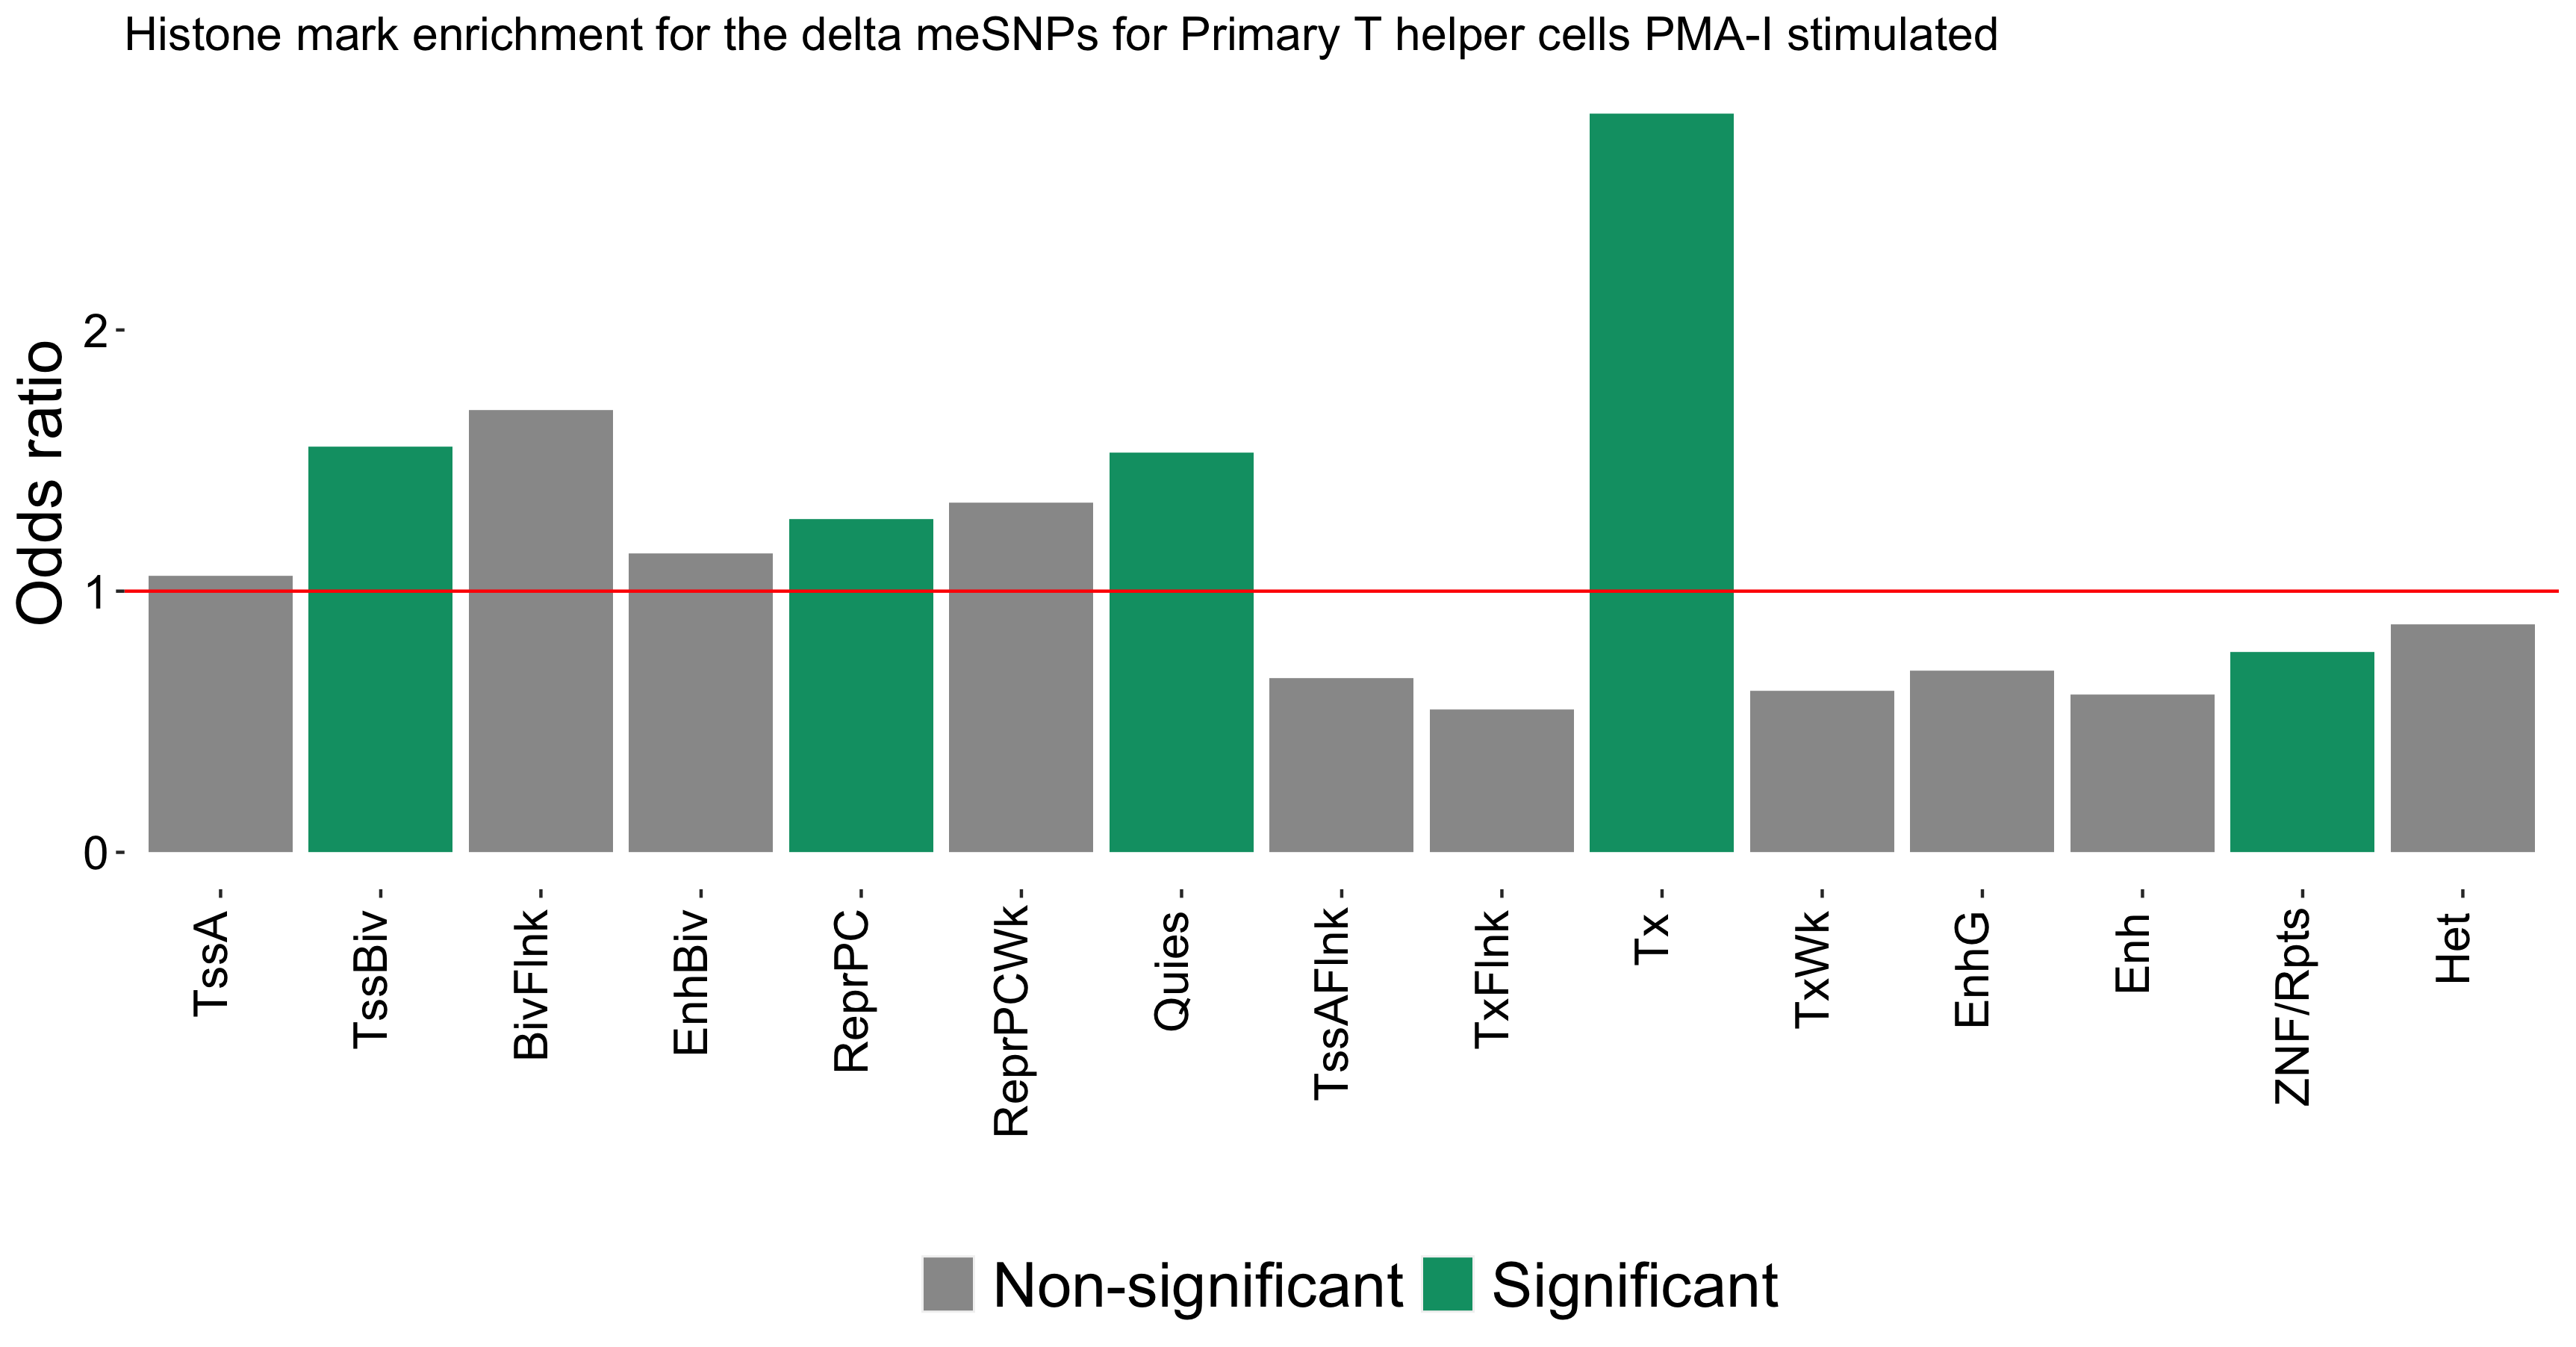 Histone mark enrichment for the delta meSNPs for Primary T helper cells PMA-I stimulated
Odds ratio
2
1
0
TssA
TssBiv
BivFlnk
EnhBiv
ReprPC
ReprPCWk
Quies
TssAFlnk
TxFlnk
Tx
TxWk
EnhG
Enh
ZNF/Rpts
Het
Non-significant
Significant